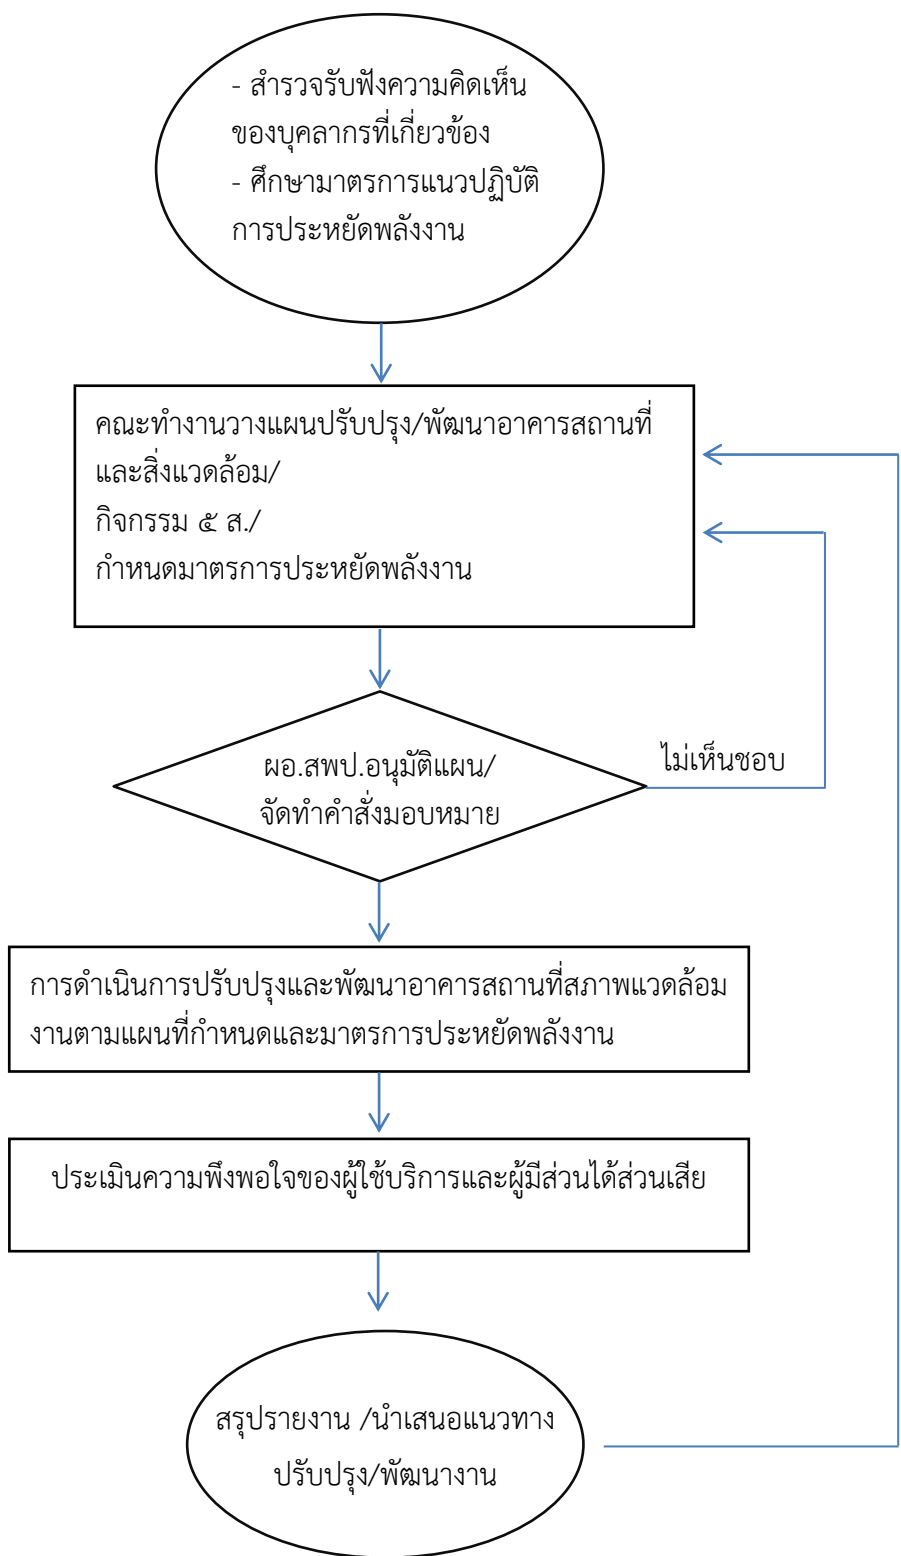 - สำรวจรับฟังความคิดเห็น
ของบุคลากรที่เกี่ยวข้อง
- ศึกษามาตรการแนวปฏิบัติ
การประหยัดพลังงาน
คณะทำงานวางแผนปรับปรุง/พัฒนาอาคารสถานที่
และสิ่งแวดล้อม/
กิจกรรม ๕ ส./
กำหนดมาตรการประหยัดพลังงาน
ผอ.สพป.อนุมัติแผน/
จัดทำคำสั่งมอบหมาย
ไม่เห็นชอบ
การดำเนินการปรับปรุงและพัฒนาอาคารสถานที่สภาพแวดล้อม
งานตามแผนที่กำหนดและมาตรการประหยัดพลังงาน
ประเมินความพึงพอใจของผู้ใช้บริการและผู้มีส่วนได้ส่วนเสีย
สรุปรายงาน /นำเสนอแนวทาง
ปรับปรุง/พัฒนางาน